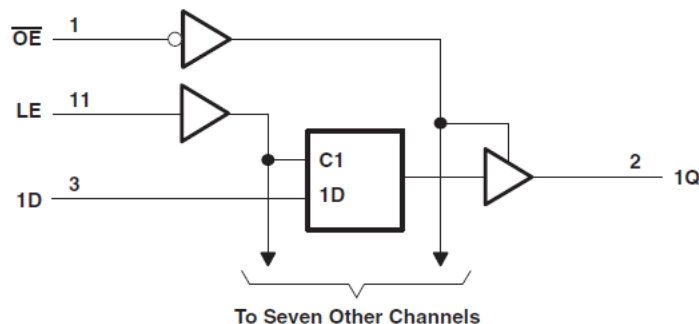 OE 1
LE 11
C1
1D
1D 3
2 1Q
To Seven Other Channels